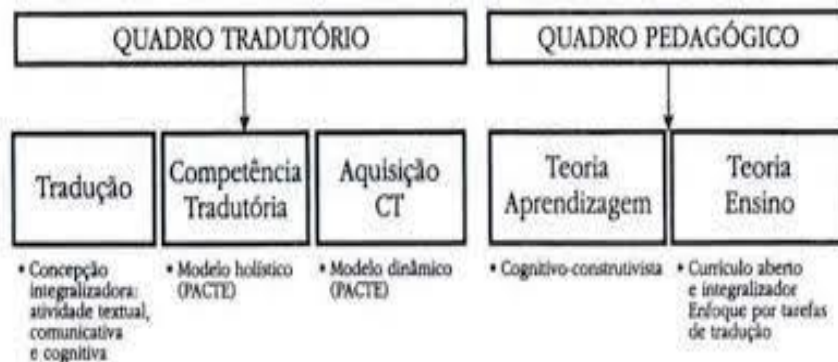 QUADRO TRADUTÓRIO
QUADRO PEDAGÓGICO
Tradução
Competência
Tradutória
Aquisição
CT
Teoria
Aprendizagem
Teoria
Ensino
• Concepção
integralizadora:
atividade textual,
comunicativa
e cognitiva
• Modelo holístico
(PACTE)
• Modelo dinâmico
(PACTE)
• Cognitivo-construtivista
• Currículo aberto
e integralizador
Enfoque por tarefas
de tradução